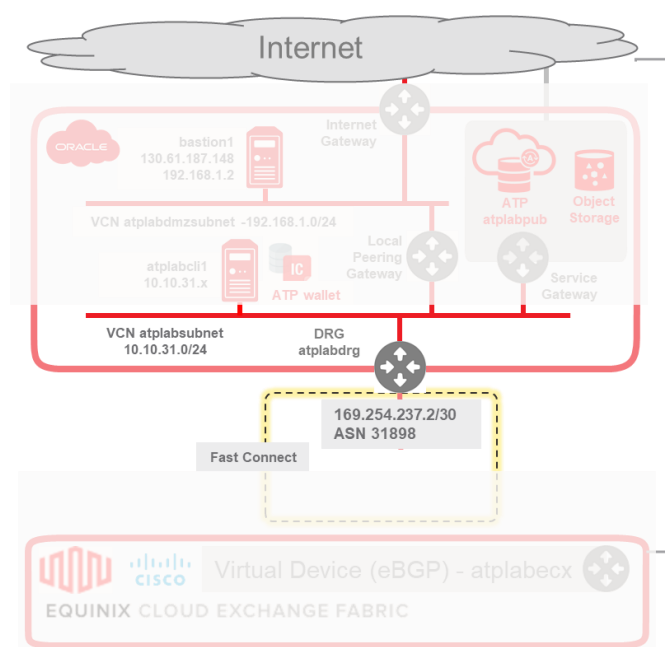 Internet
Internet
Gateway
ORACLE
bastion1
130.61.187.148
192.168.1.2
ATP
atplabpub
Object
Storage
VCN atplabdmzsubnet -192.168.1.0/24
Local
Peering
Gateway
atplabcli1
10.10.31.x
IC
ATP wallet
Service
Gateway
VCN atplabsubnet
10.10.31.0/24
DRG
atplabdrg
169.254.237.2/30
ASN 31898
Fast Connect
CISCO
Virtual Device (eBGP) - atplabecx
EQUINIX CLOUD EXCHANGE FABRIC